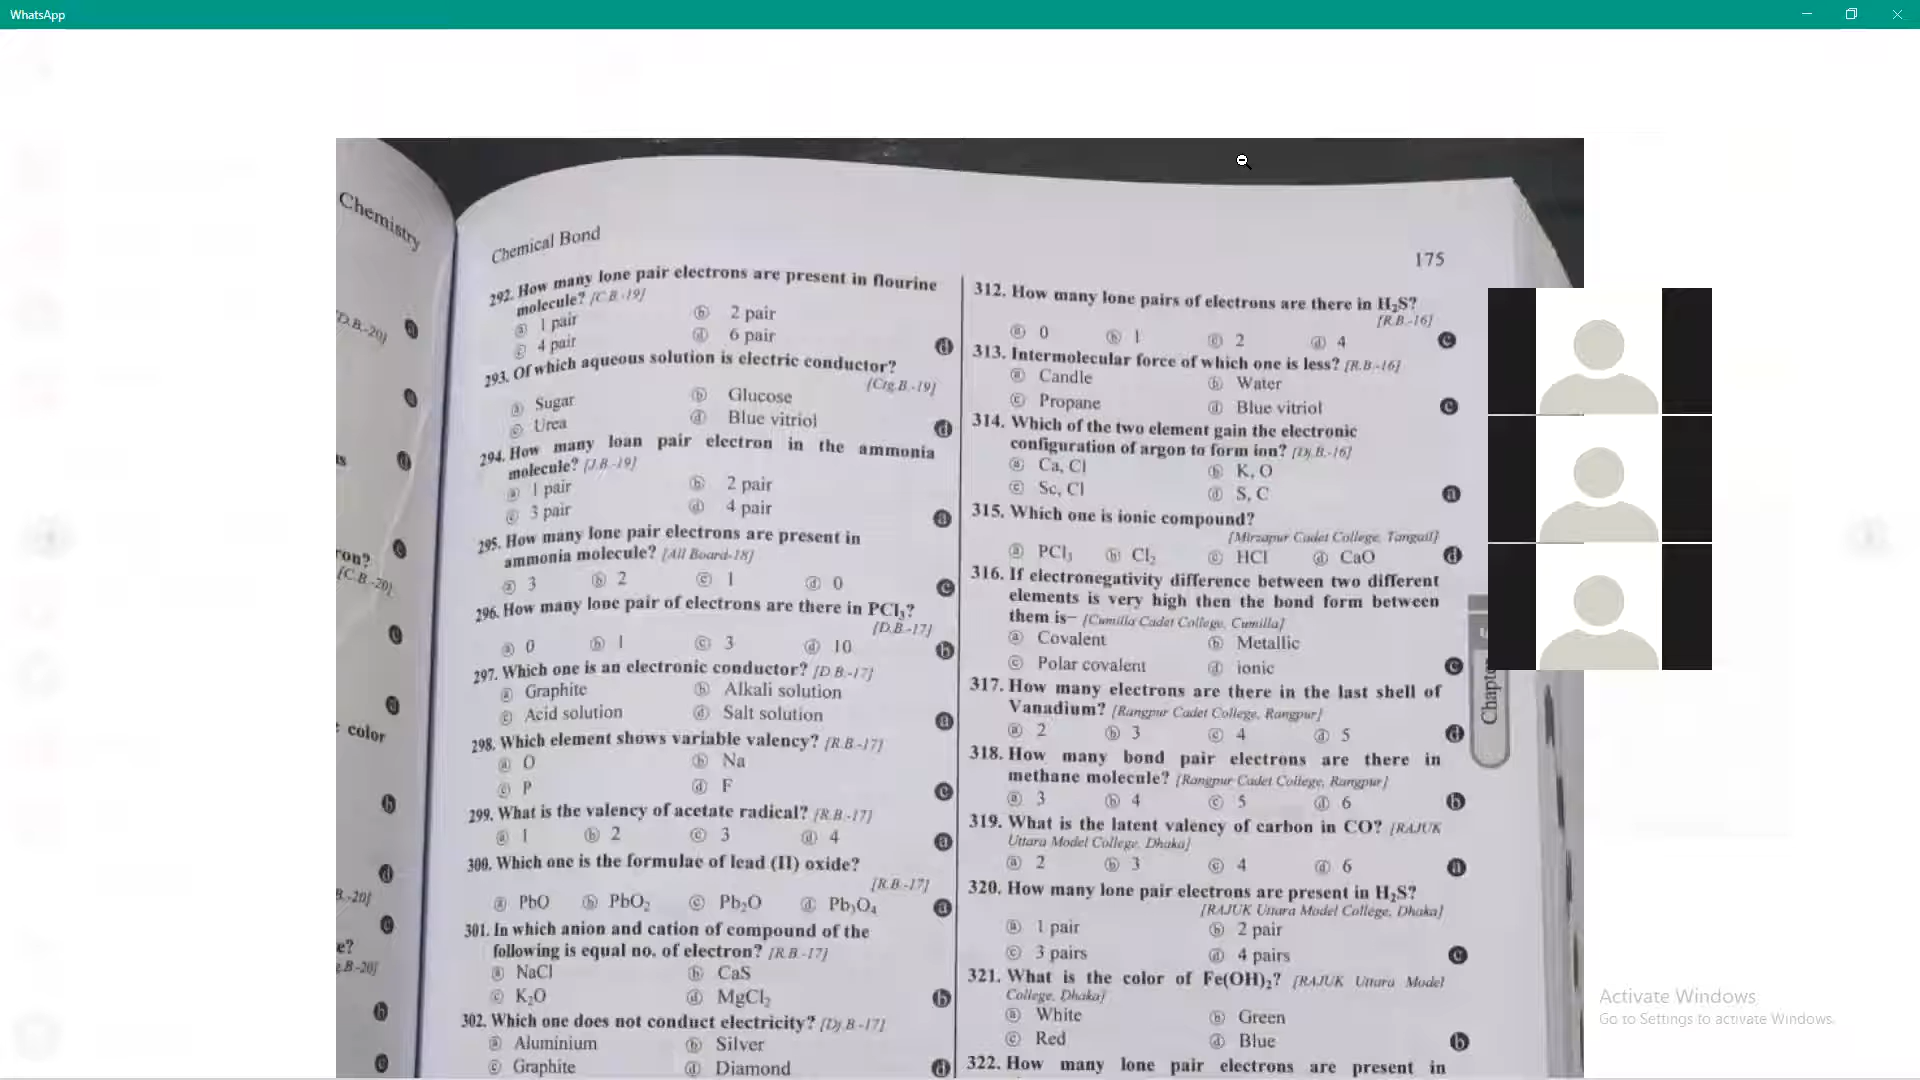 WhatsApp
Chemistry
D.B.-20]
ron?
[C.B.-20]
color
B.-20]
e?
g.B-20]
Chemical Bond
175
292. How many lone pair electrons are present in flourine
molecule? [C.B.-19]
ⓐ 1 pair ⓑ 2 pair
ⓒ 4 pair ⓓ 6 pair ⓓ
293. Of which aqueous solution is electric conductor?
[Ctg.B.-19]
ⓐ Sugar ⓑ Glucose
ⓒ Urea ⓓ Blue vitriol ⓓ
294. How many loan pair electron in the ammonia
molecule? [J.B.-19]
ⓐ 1 pair ⓑ 2 pair
ⓒ 3 pair ⓓ 4 pair ⓐ
295. How many lone pair electrons are present in
ammonia molecule? [All Board-18]
ⓐ 3 ⓑ 2 ⓒ 1 ⓓ 0 ⓒ
296. How many lone pair of electrons are there in PCl₃?
[D.B.-17]
ⓐ 0 ⓑ 1 ⓒ 3 ⓓ 10 ⓑ
297. Which one is an electronic conductor? [D.B.-17]
ⓐ Graphite ⓑ Alkali solution
ⓒ Acid solution ⓓ Salt solution ⓐ
298. Which element shows variable valency? [R.B.-17]
ⓐ O ⓑ Na
ⓒ P ⓓ F ⓒ
299. What is the valency of acetate radical? [R.B.-17]
ⓐ 1 ⓑ 2 ⓒ 3 ⓓ 4 ⓐ
300. Which one is the formulae of lead (II) oxide?
[R.B.-17]
ⓐ PbO ⓑ PbO₂ ⓒ Pb₂O ⓓ Pb₃O₄ ⓐ
301. In which anion and cation of compound of the
following is equal no. of electron? [R.B.-17]
ⓐ NaCl ⓑ CaS
ⓒ K₂O ⓓ MgCl₂ ⓑ
302. Which one does not conduct electricity? [Dj.B.-17]
ⓐ Aluminium ⓑ Silver
ⓒ Graphite ⓓ Diamond ⓓ
312. How many lone pairs of electrons are there in H₂S?
[R.B.-16]
ⓐ 0 ⓑ 1 ⓒ 2 ⓓ 4 ⓒ
313. Intermolecular force of which one is less? [R.B.-16]
ⓐ Candle ⓑ Water
ⓒ Propane ⓓ Blue vitriol ⓒ
314. Which of the two element gain the electronic
configuration of argon to form ion? [Dj.B.-16]
ⓐ Ca, Cl ⓑ K, O
ⓒ Sc, Cl ⓓ S, C ⓐ
315. Which one is ionic compound?
[Mirzapur Cadet College, Tangail]
ⓐ PCl₃ ⓑ Cl₂ ⓒ HCl ⓓ CaO ⓓ
316. If electronegativity difference between two different
elements is very high then the bond form between
them is– [Cumilla Cadet College, Cumilla]
ⓐ Covalent ⓑ Metallic
ⓒ Polar covalent ⓓ ionic ⓒ
317. How many electrons are there in the last shell of
Vanadium? [Rangpur Cadet College, Rangpur]
ⓐ 2 ⓑ 3 ⓒ 4 ⓓ 5 ⓓ
318. How many bond pair electrons are there in
methane molecule? [Rangpur Cadet College, Rangpur]
ⓐ 3 ⓑ 4 ⓒ 5 ⓓ 6 ⓑ
319. What is the latent valency of carbon in CO? [RAJUK
Uttara Model College, Dhaka]
ⓐ 2 ⓑ 3 ⓒ 4 ⓓ 6 ⓐ
320. How many lone pair electrons are present in H₂S?
[RAJUK Uttara Model College, Dhaka]
ⓐ 1 pair ⓑ 2 pair
ⓒ 3 pairs ⓓ 4 pairs ⓒ
321. What is the color of Fe(OH)₂? [RAJUK Uttara Model
College, Dhaka]
ⓐ White ⓑ Green
ⓒ Red ⓓ Blue ⓑ
322. How many lone pair electrons are present in
Chapt
Activate Windows
Go to Settings to activate Windows.